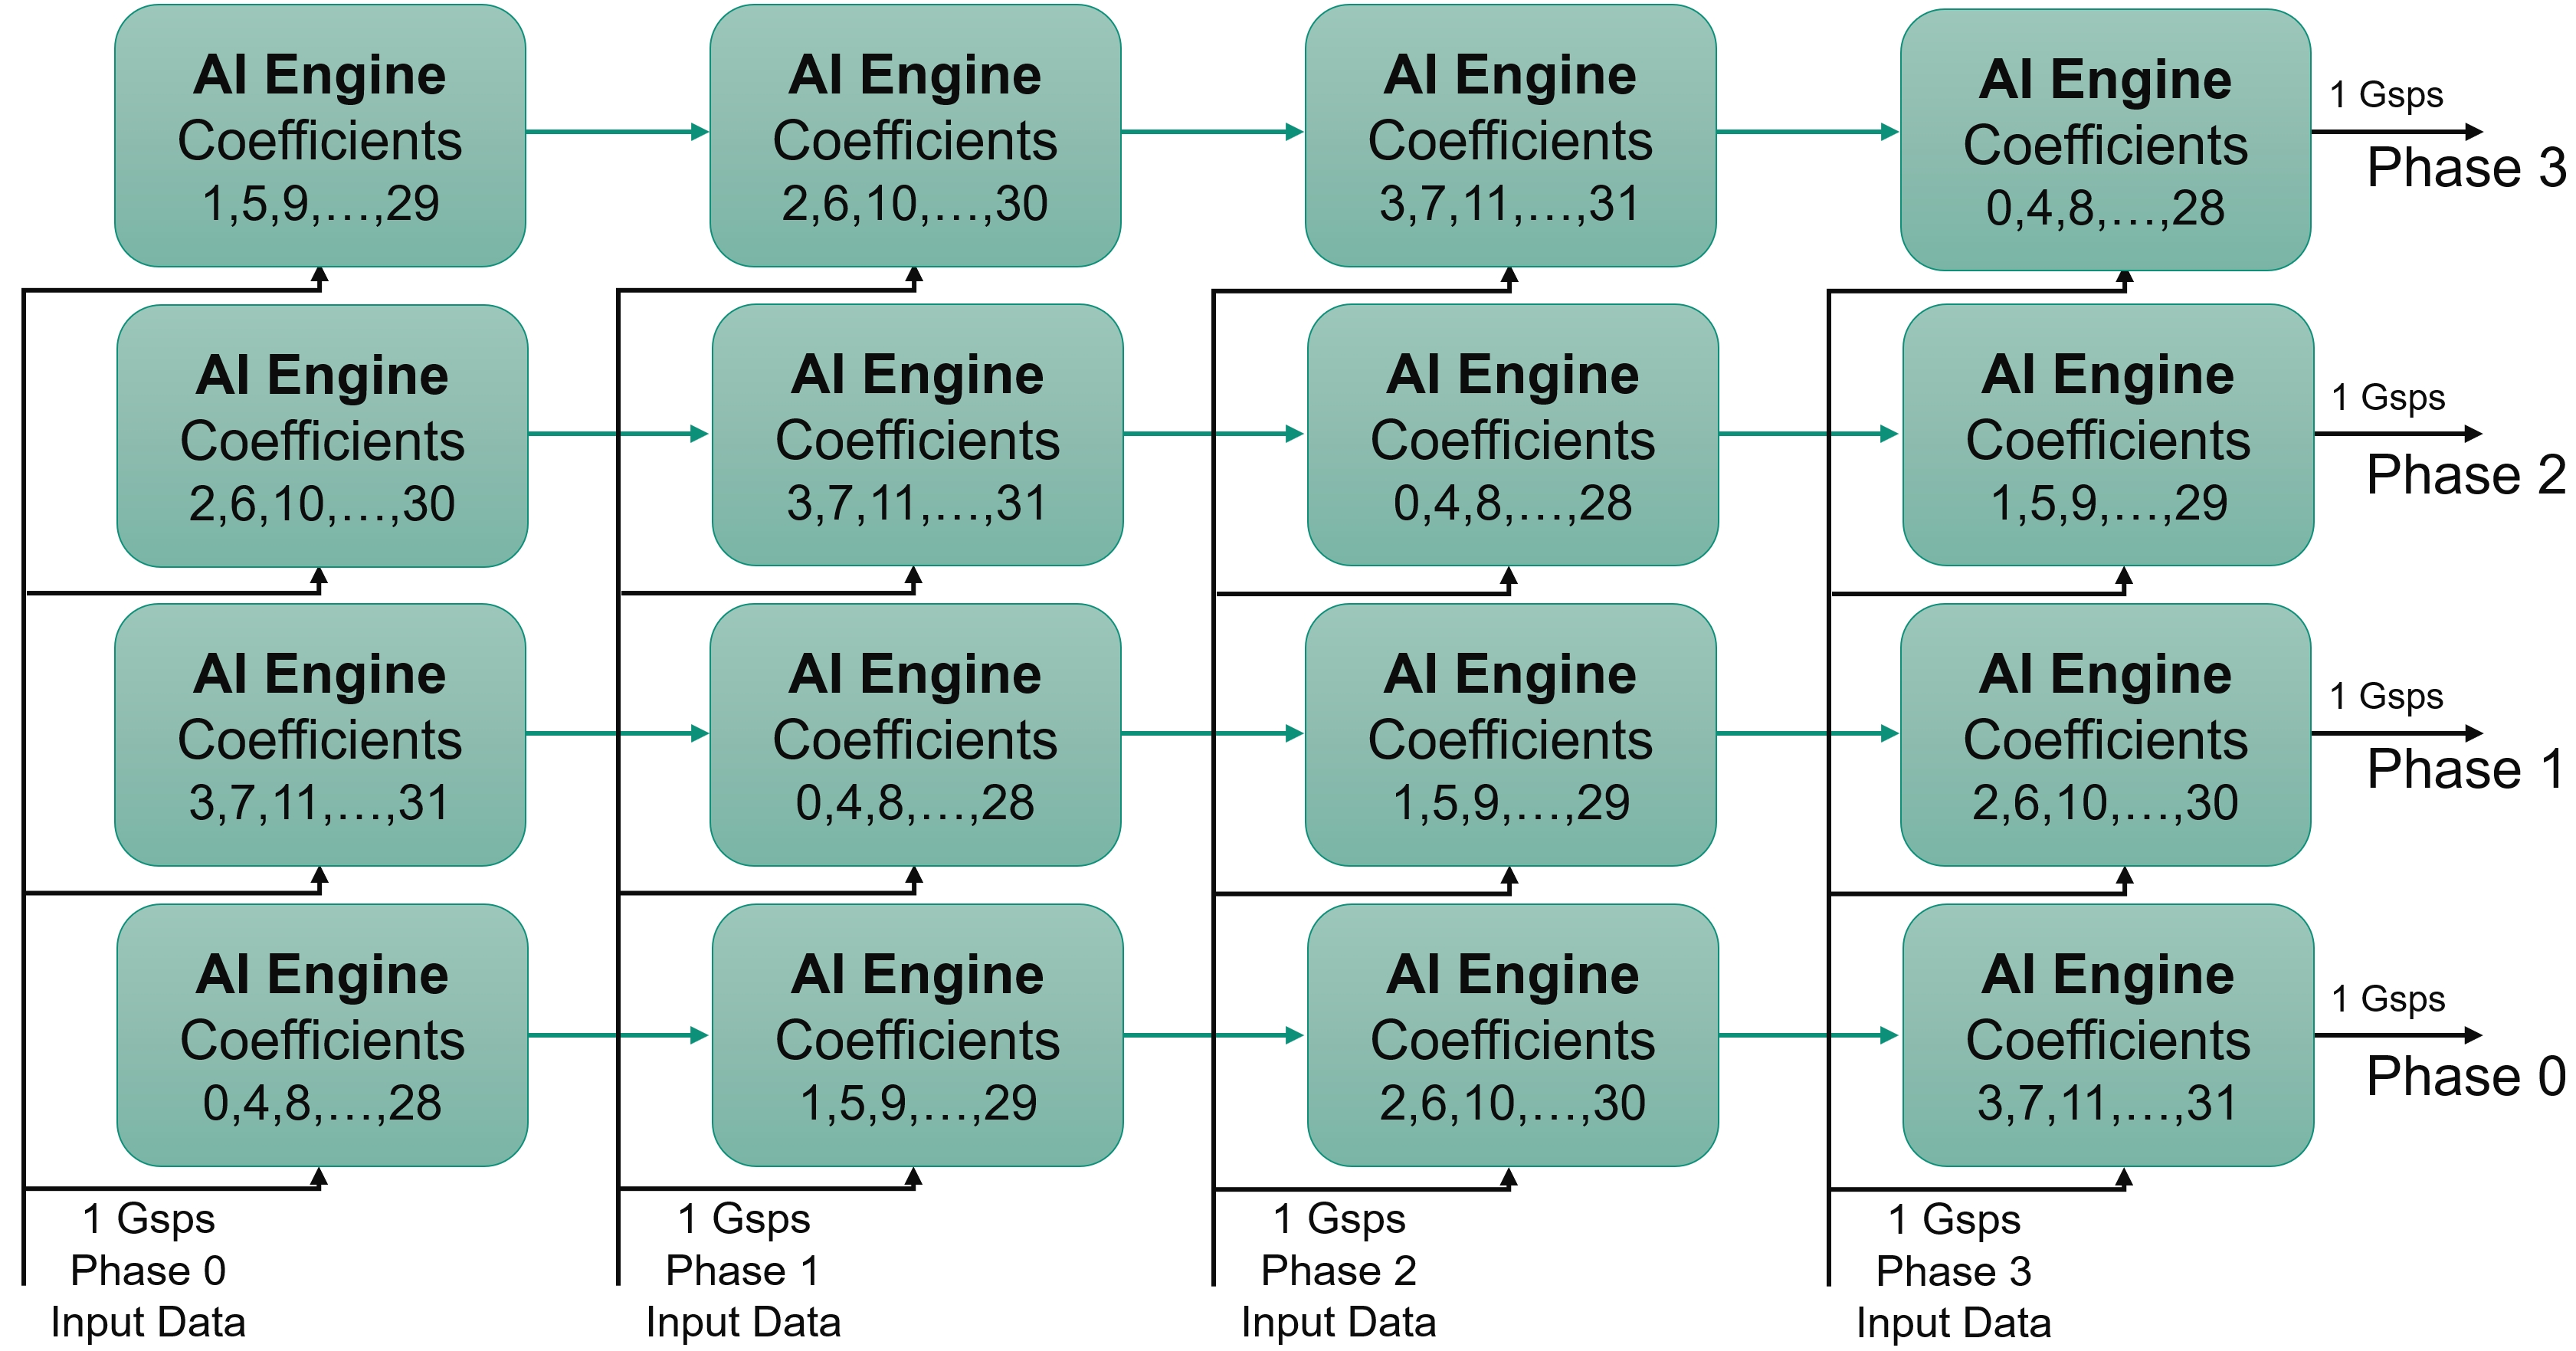 AI Engine
Coefficients
1,5,9,…,29
AI Engine
Coefficients
2,6,10,…,30
AI Engine
Coefficients
3,7,11,…,31
AI Engine
Coefficients
0,4,8,…,28
1 Gsps
Phase 3
AI Engine
Coefficients
2,6,10,…,30
AI Engine
Coefficients
3,7,11,…,31
AI Engine
Coefficients
0,4,8,…,28
AI Engine
Coefficients
1,5,9,…,29
1 Gsps
Phase 2
AI Engine
Coefficients
3,7,11,…,31
AI Engine
Coefficients
0,4,8,…,28
AI Engine
Coefficients
1,5,9,…,29
AI Engine
Coefficients
2,6,10,…,30
1 Gsps
Phase 1
AI Engine
Coefficients
0,4,8,…,28
AI Engine
Coefficients
1,5,9,…,29
AI Engine
Coefficients
2,6,10,…,30
AI Engine
Coefficients
3,7,11,…,31
1 Gsps
Phase 0
1 Gsps
Phase 0
Input Data
1 Gsps
Phase 1
Input Data
1 Gsps
Phase 2
Input Data
1 Gsps
Phase 3
Input Data